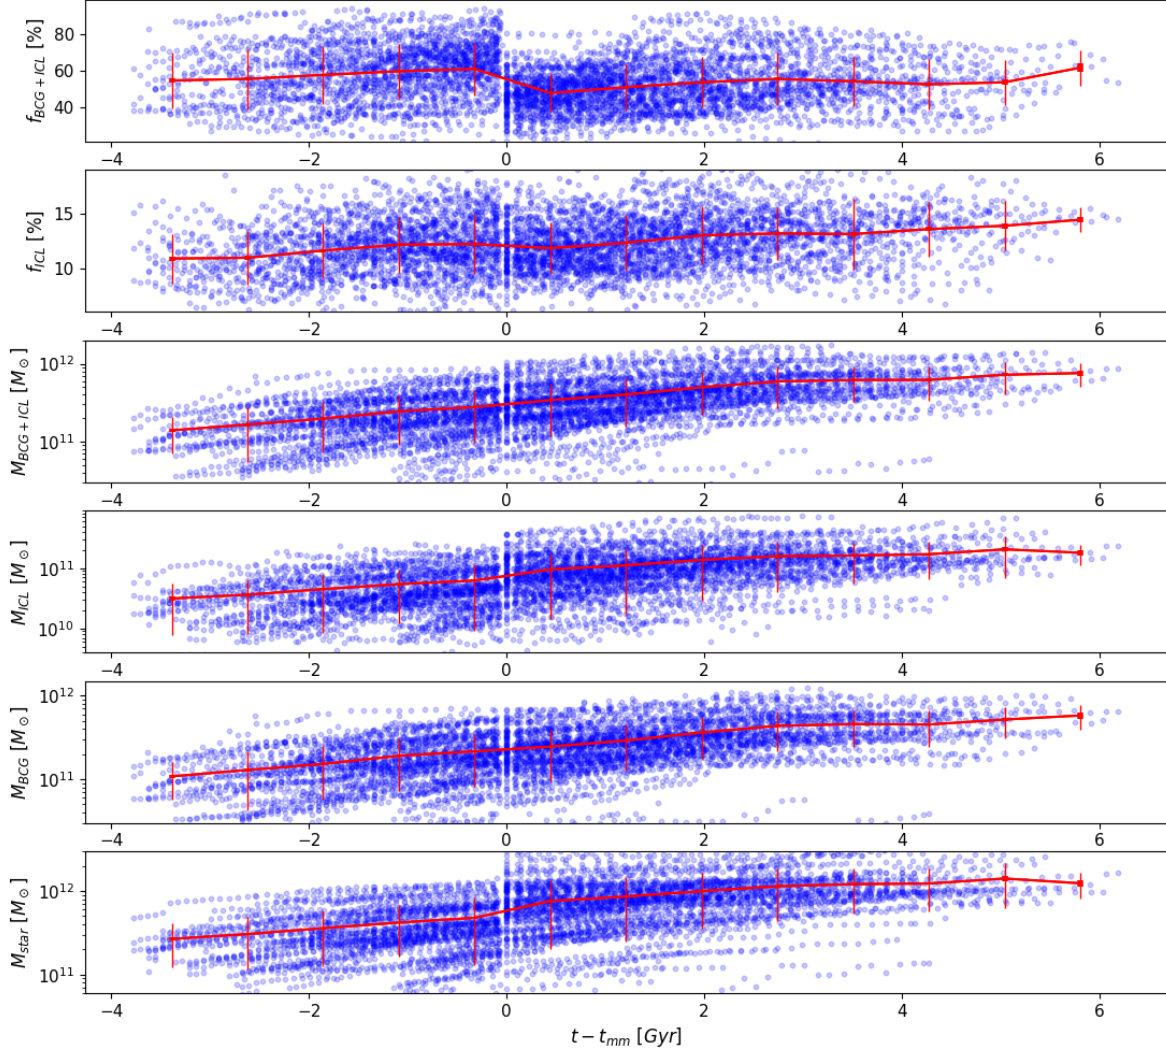 f_{BCG+ICL} [%]
80
60
40
−4 −2 0 2 4 6
f_{ICL} [%]
15
10
−4 −2 0 2 4 6
M_{BCG+ICL} [M_⊙]
10^{12}
10^{11}
−4 −2 0 2 4 6
M_{ICL} [M_⊙]
10^{11}
10^{10}
−4 −2 0 2 4 6
M_{BCG} [M_⊙]
10^{12}
10^{11}
−4 −2 0 2 4 6
M_{star} [M_⊙]
10^{12}
10^{11}
−4 −2 0 2 4 6
t − t_{mm} [Gyr]